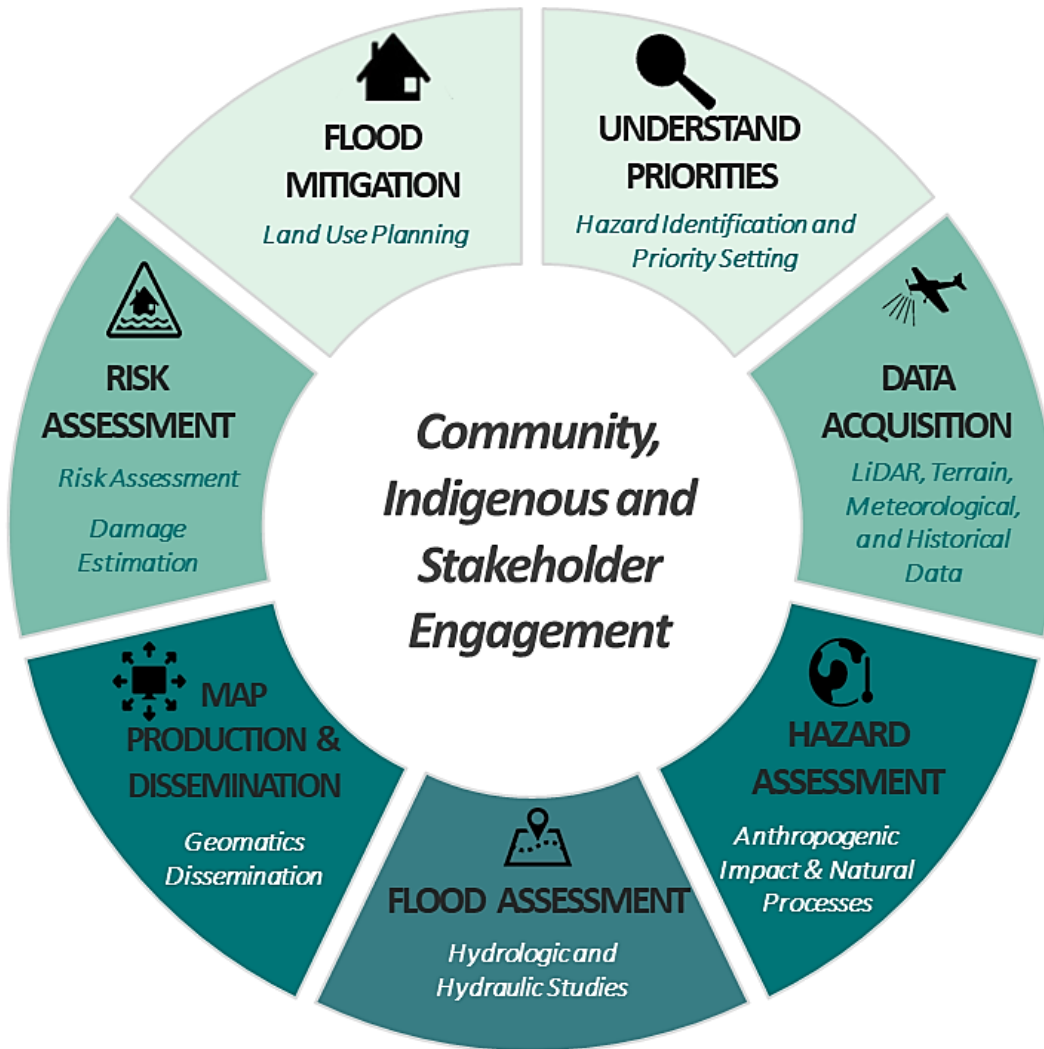 FLOOD
MITIGATION
Land Use Planning
UNDERSTAND
PRIORITIES
Hazard Identification and
Priority Setting
DATA
ACQUISITION
LiDAR, Terrain,
Meteorological,
and Historical
Data
HAZARD
ASSESSMENT
Anthropogenic
Impact & Natural
Processes
FLOOD ASSESSMENT
Hydrologic and
Hydraulic Studies
MAP
PRODUCTION &
DISSEMINATION
Geomatics
Dissemination
RISK
ASSESSMENT
Risk Assessment
Damage
Estimation
Community,
Indigenous and
Stakeholder
Engagement